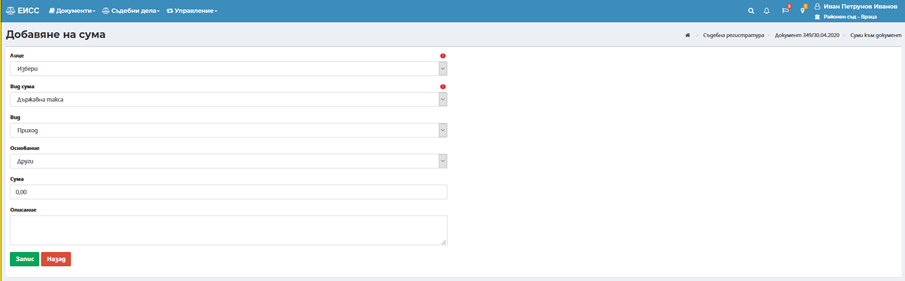 ЕИСС Документи Съдебни дела Управление Иван Петрунов Иванов
Районен съд - Враца
Добавяне на сума
Съдебна регистратура Документ 349/30.04.2020 Суми към документ
Лице
Избери
Вид сума
Държавна такса
Вид
Приход
Основание
Други
Сума
0,00
Описание
Запис Назад